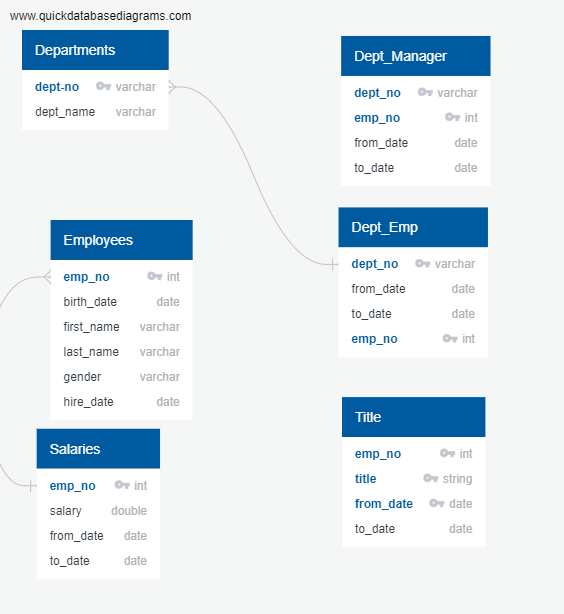 www.quickdatabasediagrams.com
Departments
dept-no varchar
dept_name varchar
Dept_Manager
dept_no varchar
emp_no int
from_date date
to_date date
Employees
emp_no int
birth_date date
first_name varchar
last_name varchar
gender varchar
hire_date date
Dept_Emp
dept_no varchar
from_date date
to_date date
emp_no int
Salaries
emp_no int
salary double
from_date date
to_date date
Title
emp_no int
title string
from_date date
to_date date